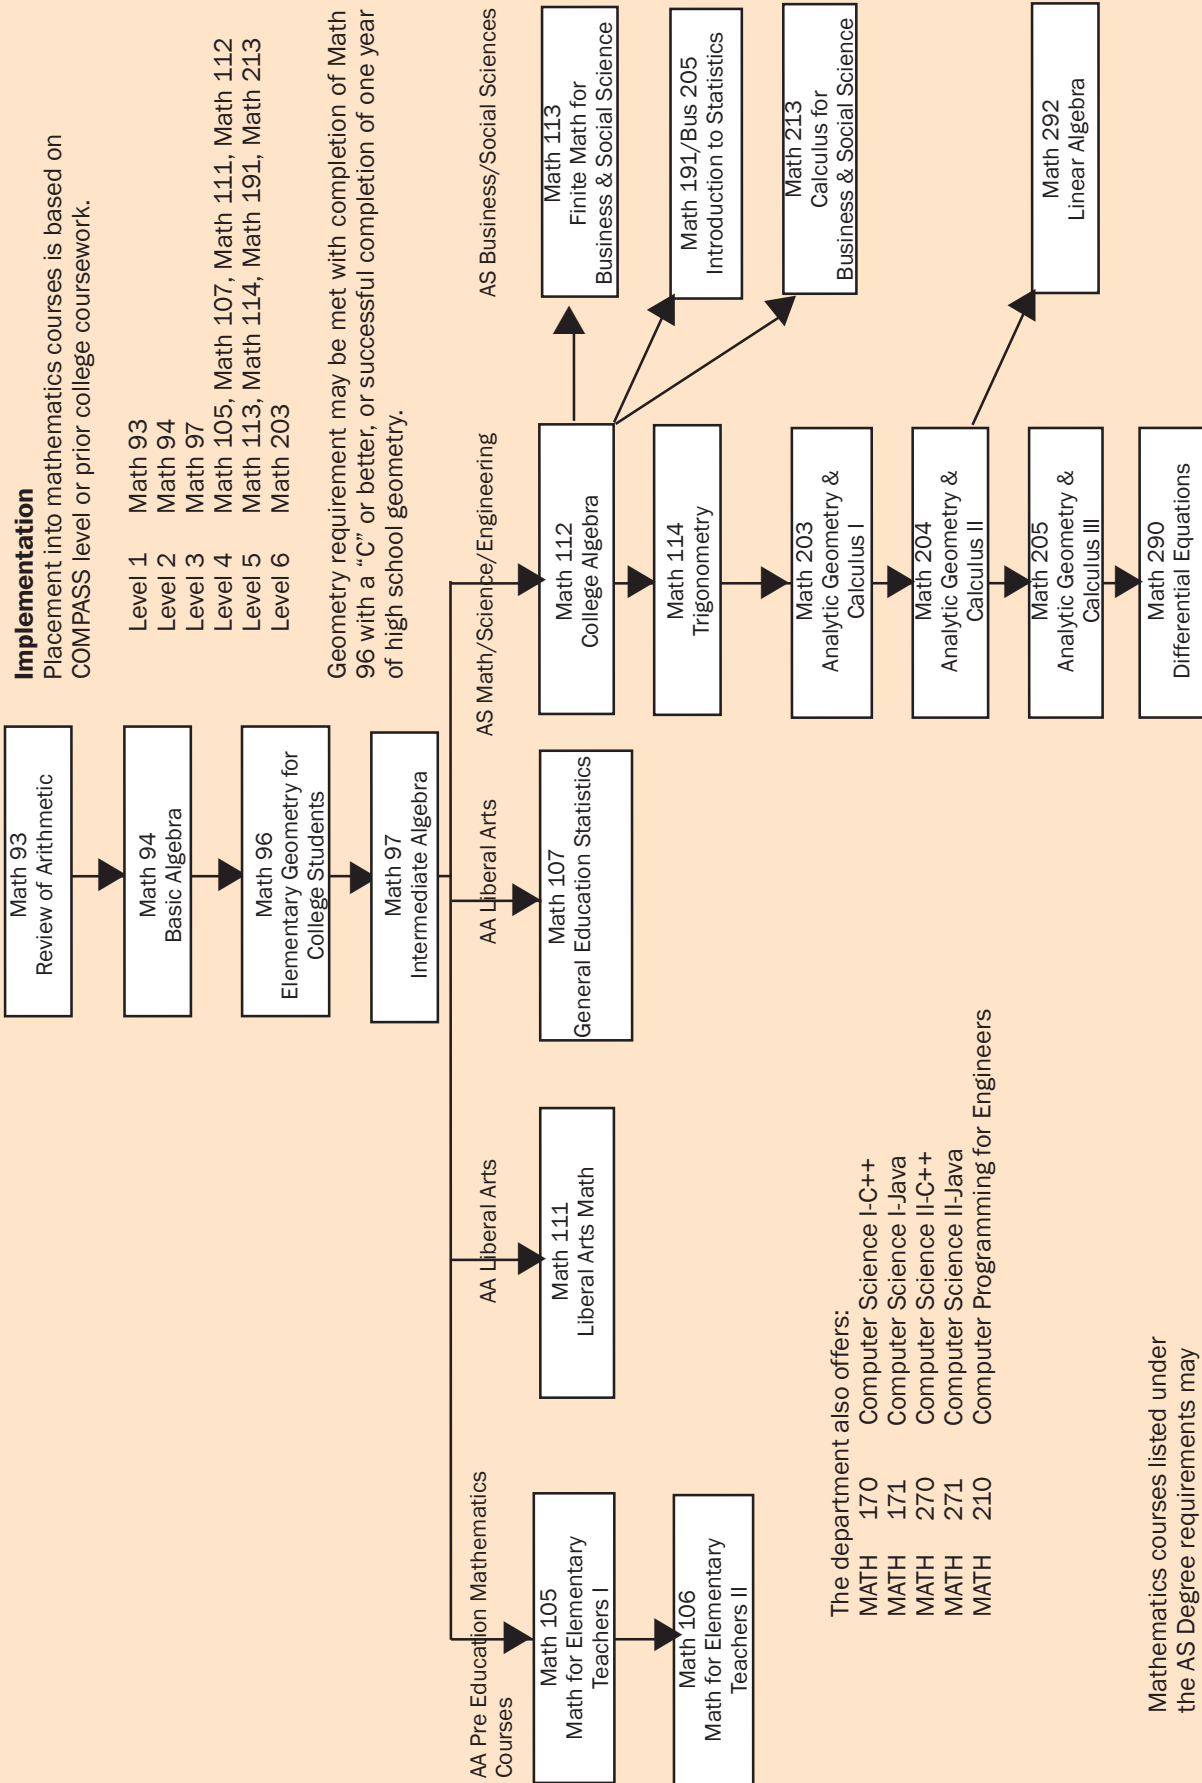 Implementation
Placement into mathematics courses is based on
COMPASS level or prior college coursework.
Level 1 Math 93
Level 2 Math 94
Level 3 Math 97
Level 4 Math 105, Math 107, Math 111, Math 112
Level 5 Math 113, Math 114, Math 191, Math 213
Level 6 Math 203
Geometry requirement may be met with completion of Math
96 with a “C” or better, or successful completion of one year
of high school geometry.
Math 93
Review of Arithmetic
Math 94
Basic Algebra
Math 96
Elementary Geometry for
College Students
Math 97
Intermediate Algebra
AA Pre Education Mathematics
Courses
Math 105
Math for Elementary
Teachers I
Math 106
Math for Elementary
Teachers II
AA Liberal Arts
Math 111
Liberal Arts Math
AA Liberal Arts
Math 107
General Education Statistics
AS Math/Science/Engineering
Math 112
College Algebra
Math 114
Trigonometry
Math 203
Analytic Geometry &
Calculus I
Math 204
Analytic Geometry &
Calculus II
Math 205
Analytic Geometry &
Calculus III
Math 290
Differential Equations
AS Business/Social Sciences
Math 113
Finite Math for
Business & Social Science
Math 191/Bus 205
Introduction to Statistics
Math 213
Calculus for
Business & Social Science
Math 292
Linear Algebra
The department also offers:
MATH 170 Computer Science I-C++
MATH 171 Computer Science I-Java
MATH 270 Computer Science II-C++
MATH 271 Computer Science II-Java
MATH 210 Computer Programming for Engineers
Mathematics courses listed under
the AS Degree requirements may